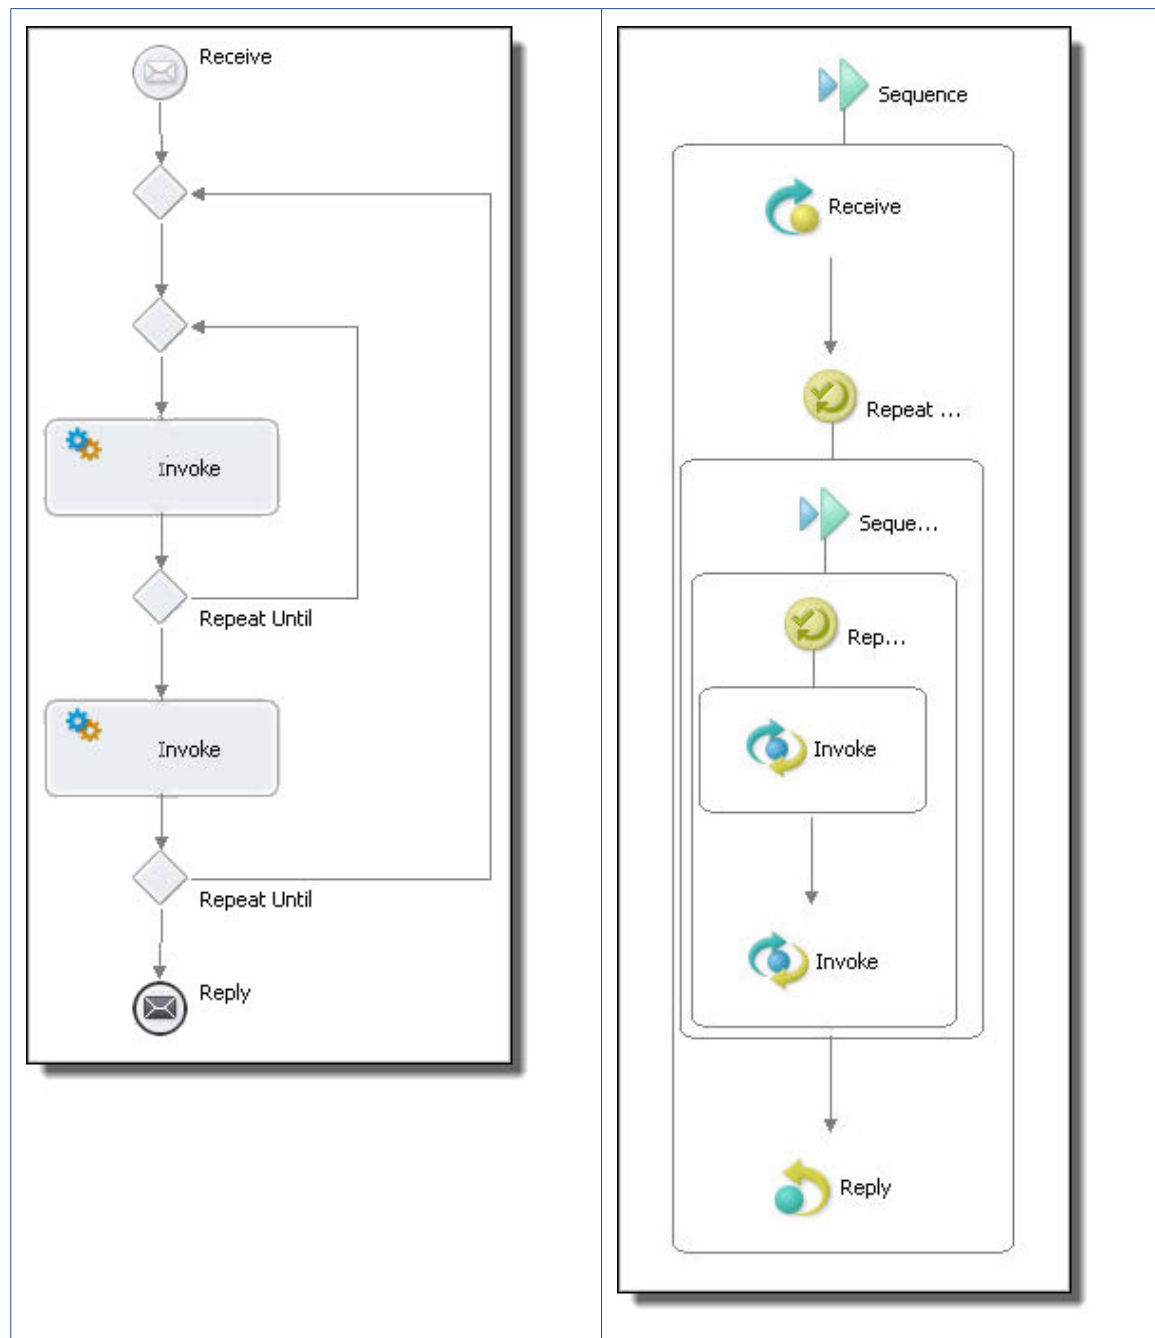 Receive
Invoke
Repeat Until
Invoke
Repeat Until
Reply
Sequence
Receive
Repeat ...
Seque...
Rep...
Invoke
Invoke
Reply